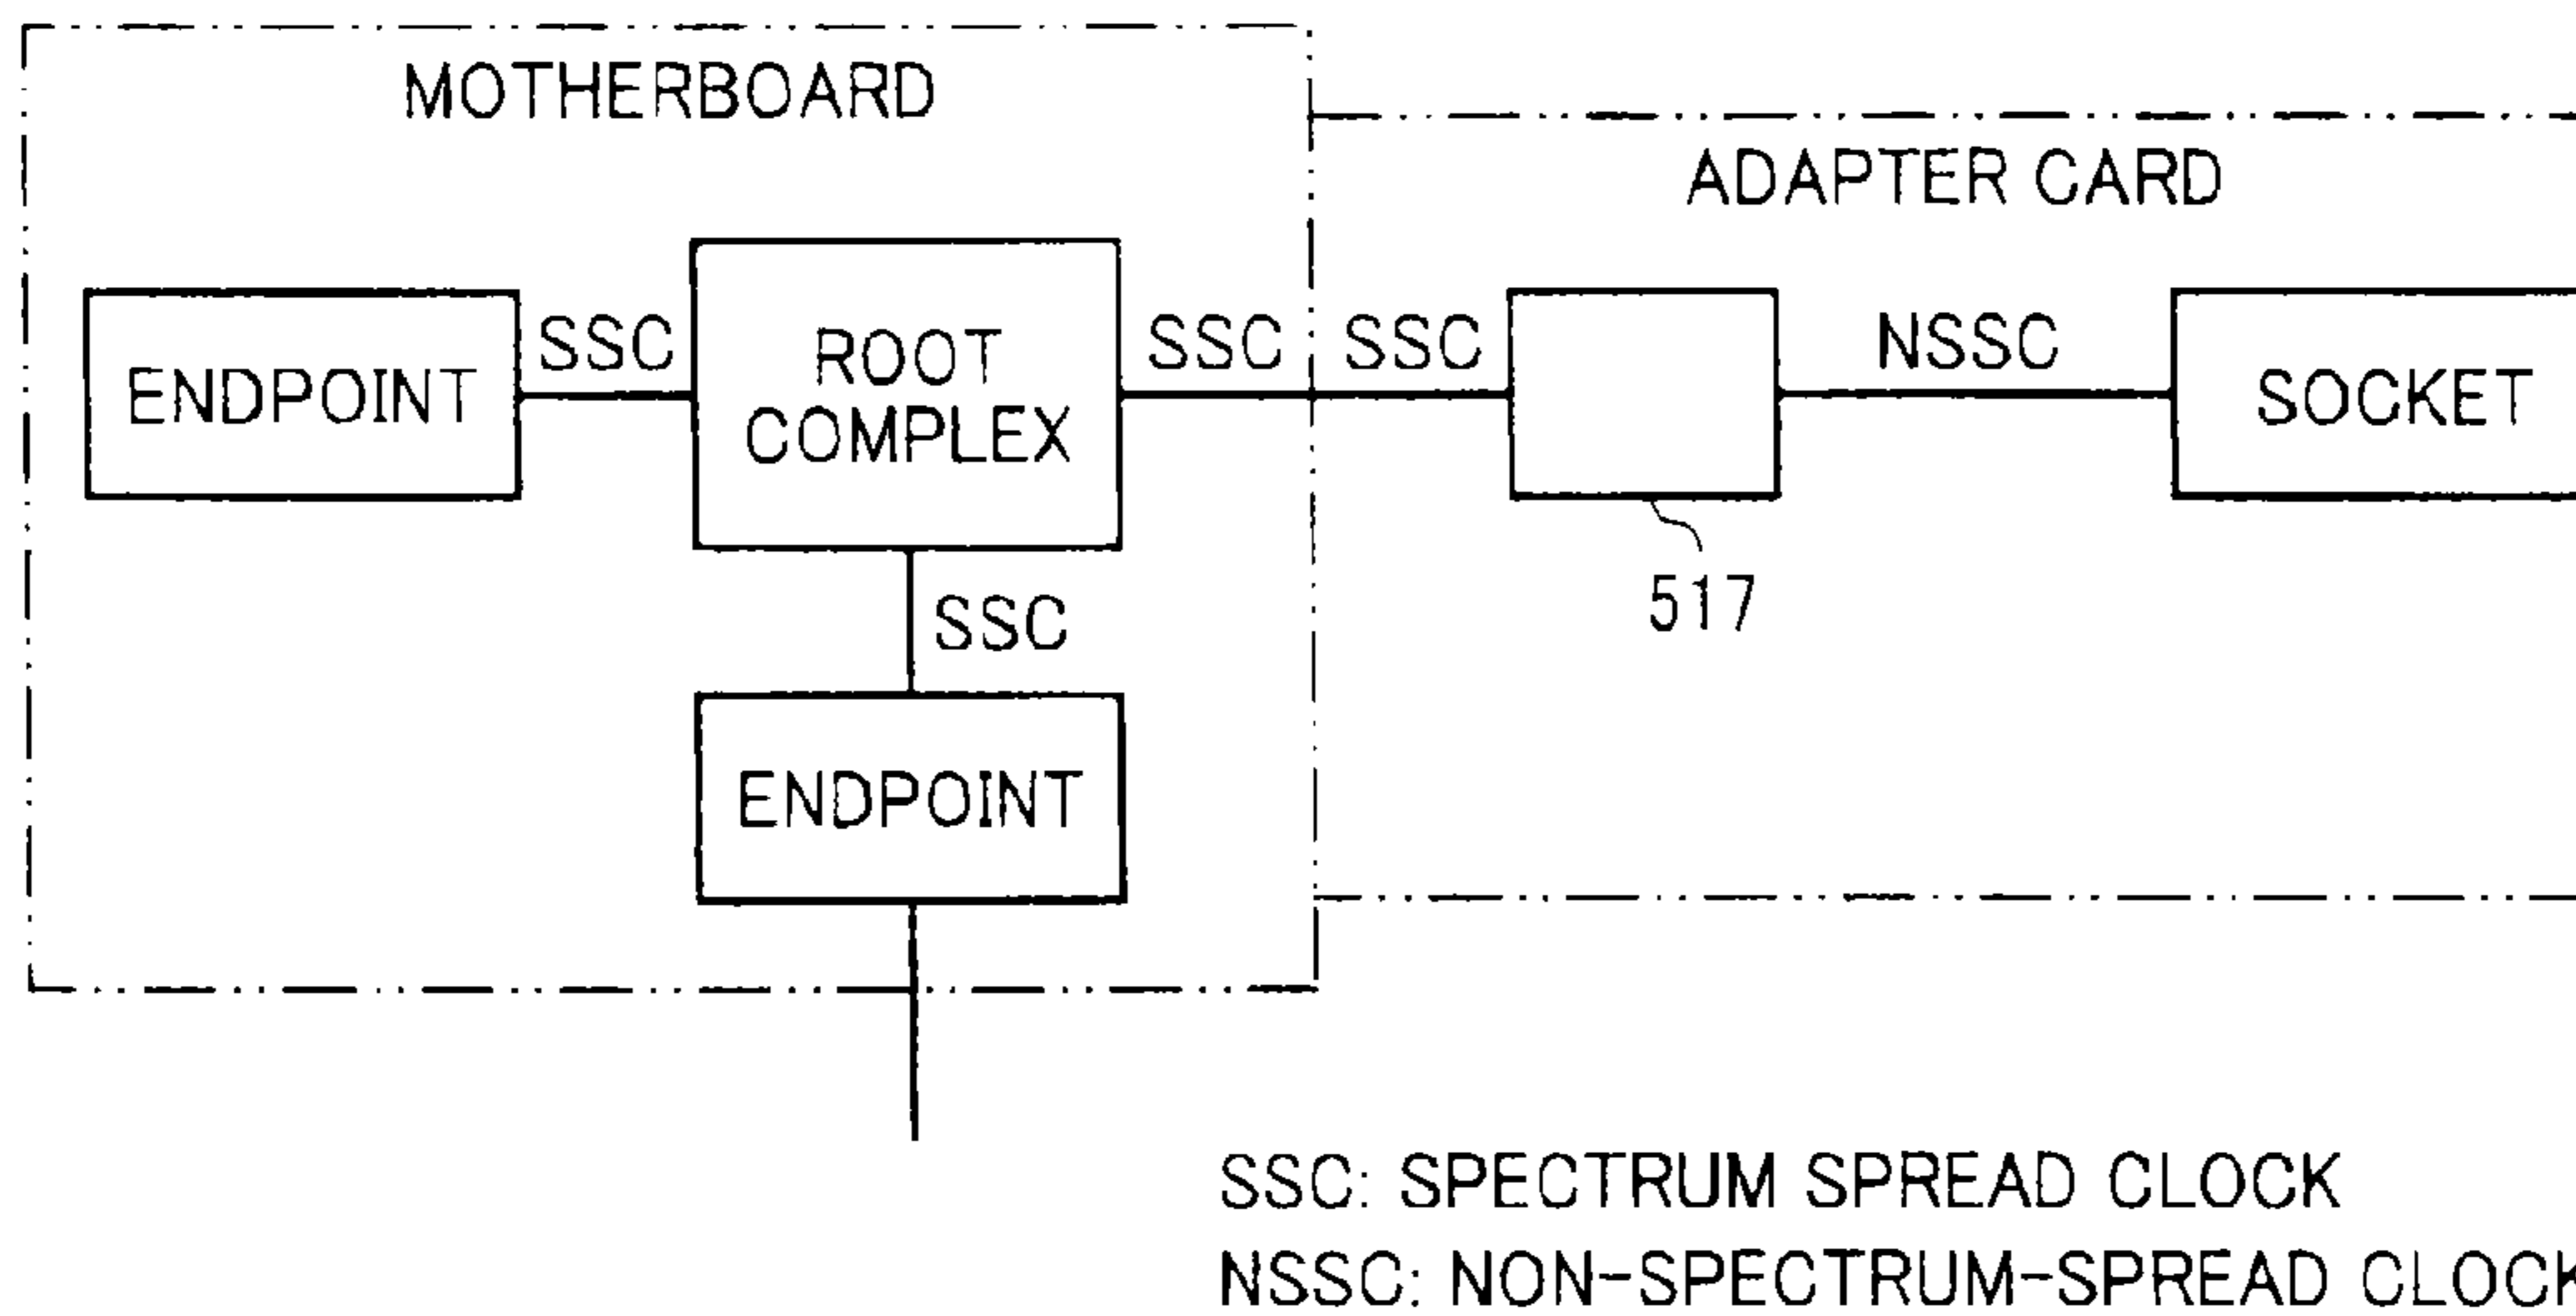 MOTHERBOARD
ADAPTER CARD
ENDPOINT
SSC
ROOT
COMPLEX
SSC
SSC
NSSC
SOCKET
517
SSC
ENDPOINT
SSC: SPECTRUM SPREAD CLOCK
NSSC: NON-SPECTRUM-SPREAD CLOCK